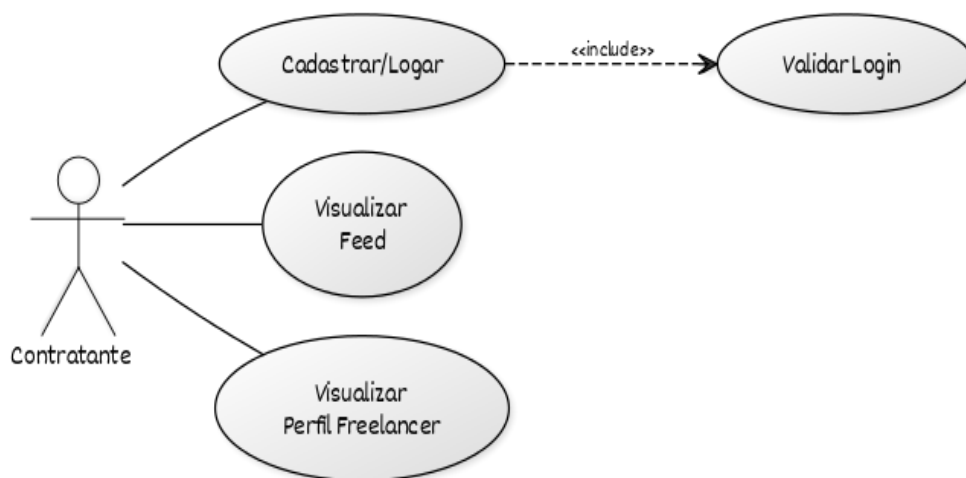 Cadastrar/Logar
<<include>>
Validar Login
Visualizar
Feed
Contratante
Visualizar
Perfil Freelancer